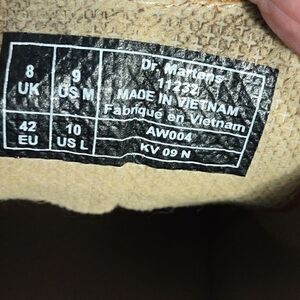 8 UK
9 US M
42 EU
10 US L
Dr. Martens
11232
MADE IN VIETNAM
Fabriqué en Vietnam
AW004
KV 09 N